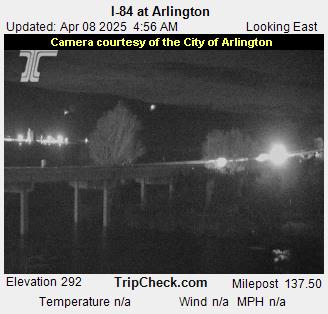 I-84 at Arlington
Updated: Apr 08 2025 4:56 AM Looking East
Camera courtesy of the City of Arlington
Elevation 292 TripCheck.com Milepost 137.50
Temperature n/a Wind n/a MPH n/a